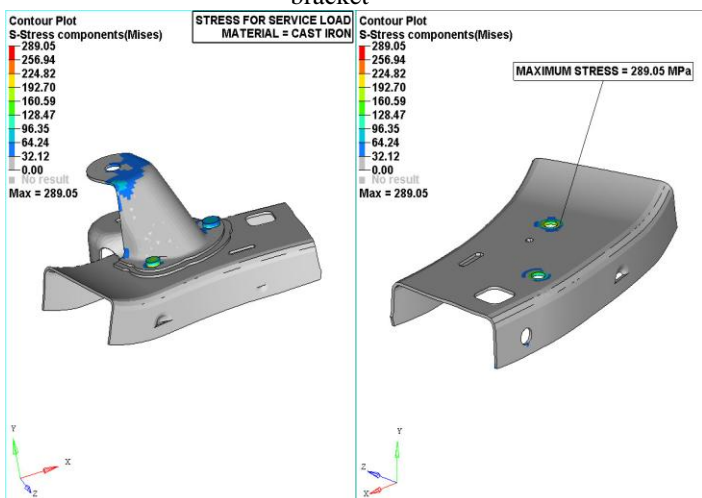 bracket
Contour Plot
S-Stress components(Mises)
289.05
256.94
224.82
192.70
160.59
128.47
96.35
64.24
32.12
0.00
No result
Max = 289.05
STRESS FOR SERVICE LOAD
MATERIAL = CAST IRON
Y
X
Z
Contour Plot
S-Stress components(Mises)
289.05
256.94
224.82
192.70
160.59
128.47
96.35
64.24
32.12
0.00
No result
Max = 289.05
MAXIMUM STRESS = 289.05 MPa
Y
Z
X